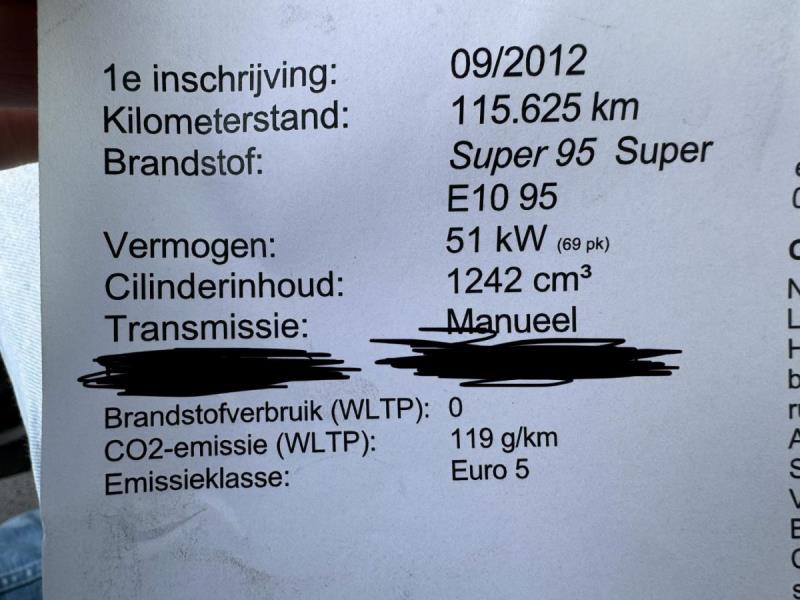 1e inschrijving: 09/2012
Kilometerstand: 115.625 km
Brandstof: Super 95 Super
E10 95
Vermogen: 51 kW (69 pk)
Cilinderinhoud: 1242 cm³
Transmissie: Manueel
Brandstofverbruik (WLTP): 0
CO2-emissie (WLTP): 119 g/km
Emissieklasse: Euro 5